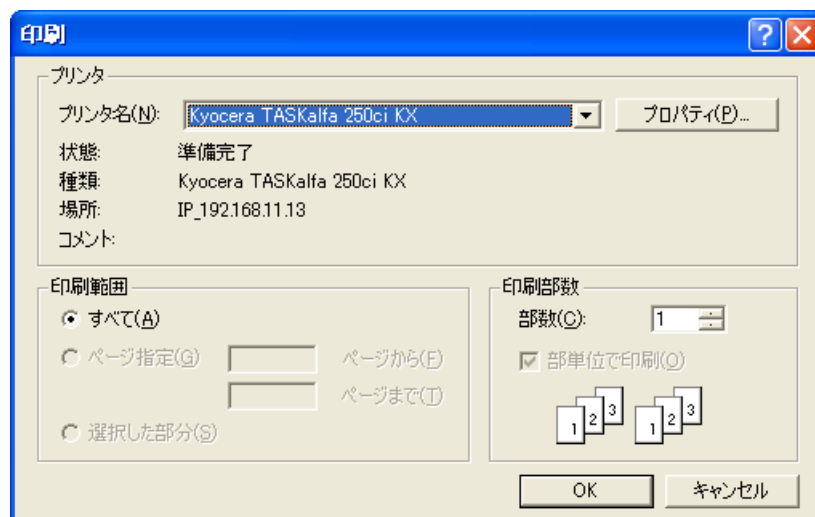 印刷
プリンタ
プリンタ名(N): Kyocera TASKalfa 250ci KX プロパティ(P)...
状態: 準備完了
種類: Kyocera TASKalfa 250ci KX
場所: IP_192.168.11.13
コメント:
印刷範囲
すべて(A)
ページ指定(G) ページから(F)
ページまで(T)
選択した部分(S)
印刷部数
部数(C): 1
部単位で印刷(O)
1 2 3 1 2 3
OK キャンセル